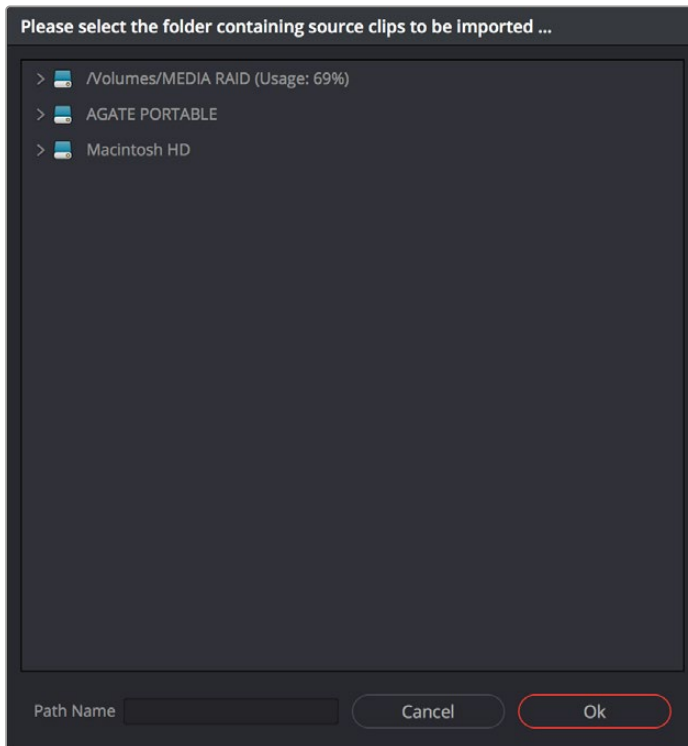 Please select the folder containing source clips to be imported ...
/Volumes/MEDIA RAID (Usage: 69%)
AGATE PORTABLE
Macintosh HD
Path Name
Cancel
Ok